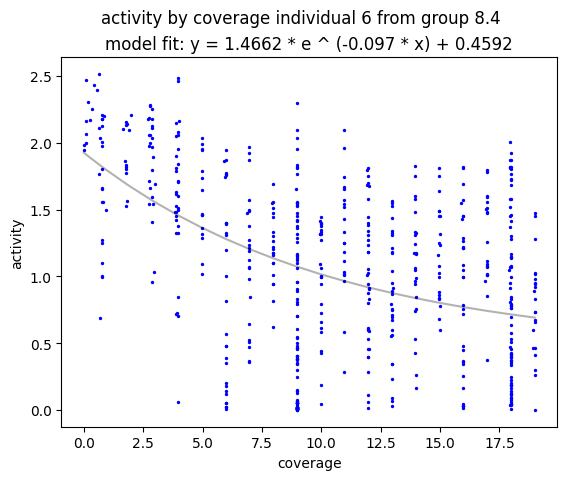 activity by coverage individual 6 from group 8.4
model fit: y = 1.4662 * e ^ (-0.097 * x) + 0.4592
2.5
2.0
1.5
1.0
0.5
0.0
activity
0.0 2.5 5.0 7.5 10.0 12.5 15.0 17.5
coverage